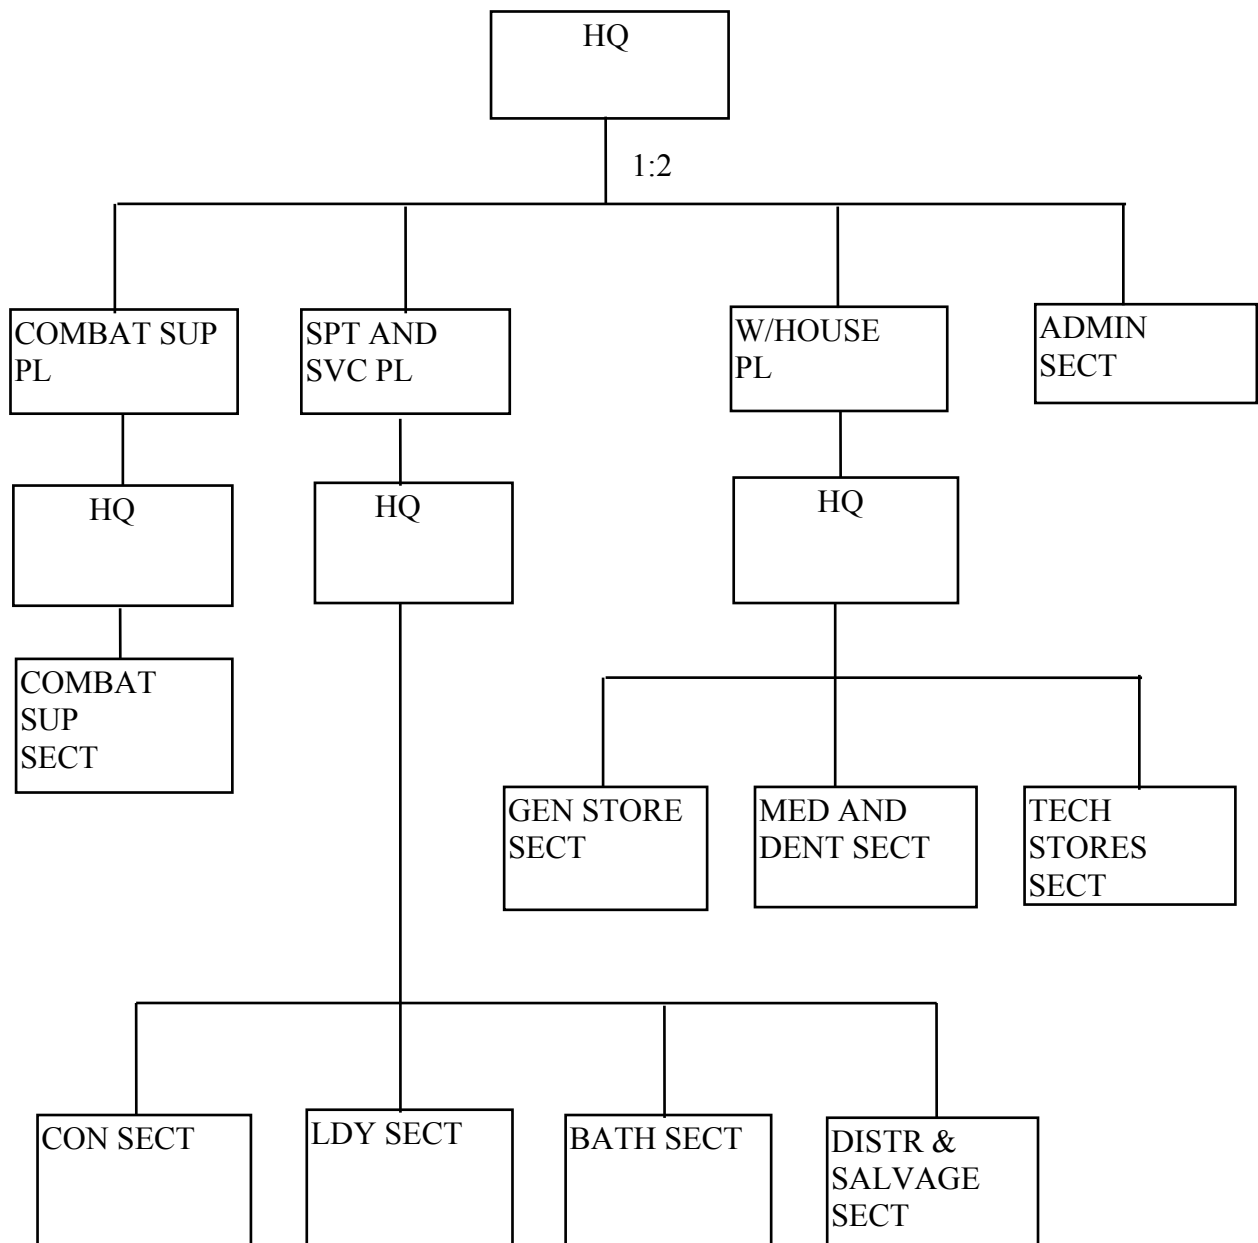 HQ
1:2
COMBAT SUP
PL
SPT AND
SVC PL
W/HOUSE
PL
ADMIN
SECT
HQ
HQ
HQ
COMBAT
SUP
SECT
GEN STORE
SECT
MED AND
DENT SECT
TECH
STORES
SECT
CON SECT
LDY SECT
BATH SECT
DISTR &
SALVAGE
SECT